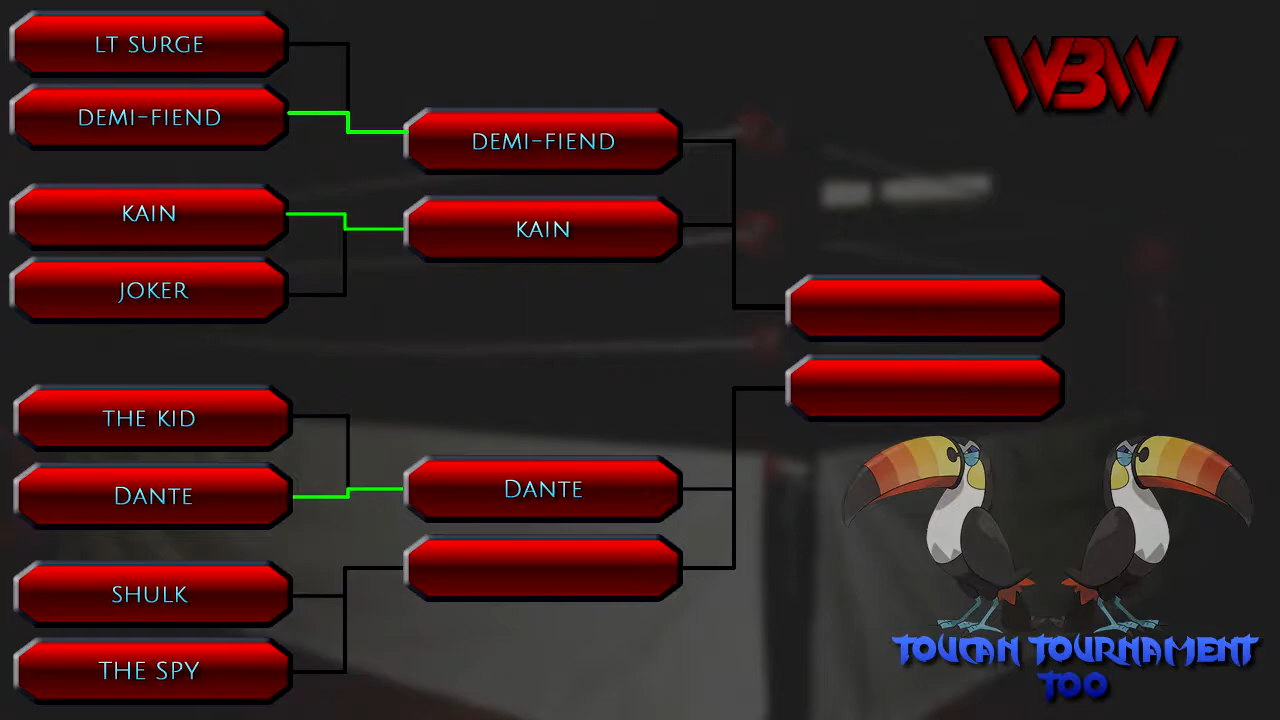 LT SURGE
DEMI-FIEND
KAIN
JOKER
THE KID
DANTE
SHULK
THE SPY
DEMI-FIEND
KAIN
DANTE
WBW
TOUCAN TOURNAMENT
TOO